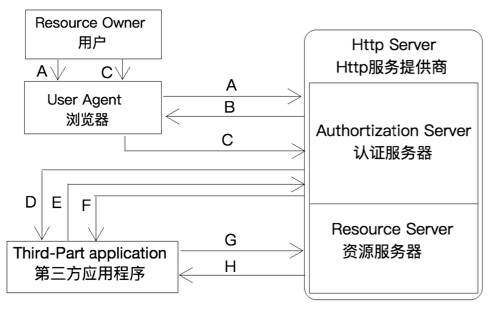 Resource Owner
用户
A
C
User Agent
浏览器
A
B
C
Http Server
Http服务提供商
Authortization Server
认证服务器
D
E
F
Third-Part application
第三方应用程序
G
H
Resource Server
资源服务器